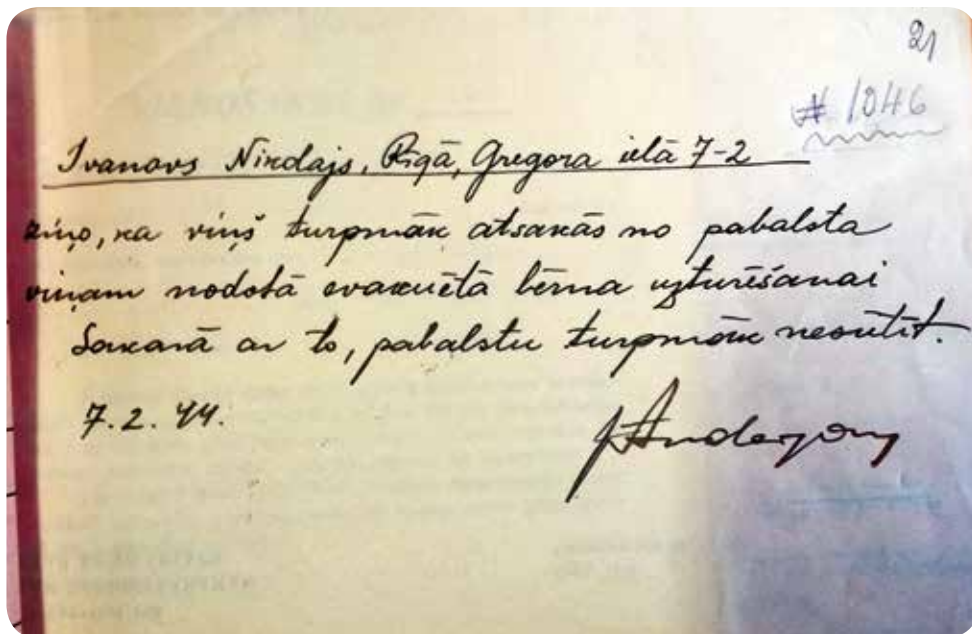 21
# 1046
Ivanovs Nikolajs, Rīgā, Gregora ielā 7-2
ziņo, ka viņš turpmāk atsakās no pabalsta
viņam nodotā evakuētā bērna uzturēšanai
Sakarā ar to, pabalstu turpmāk nesūtīt.
7.2.44.